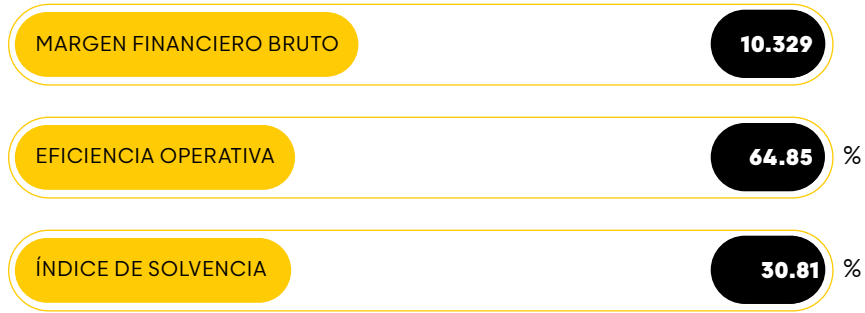 MARGEN FINANCIERO BRUTO 10.329
EFICIENCIA OPERATIVA 64.85 %
ÍNDICE DE SOLVENCIA 30.81 %